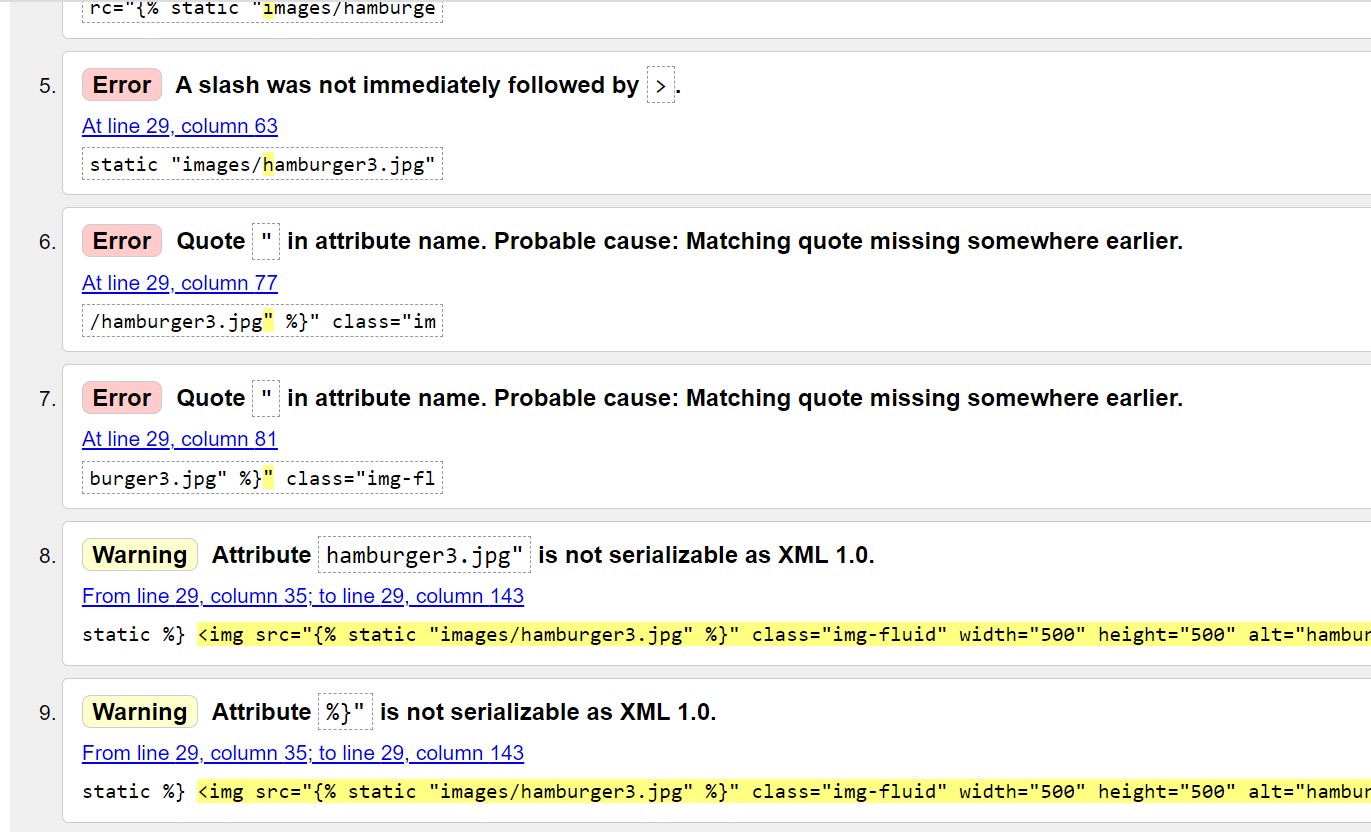 rc="{% static "images/hamburge
5. Error A slash was not immediately followed by >.
At line 29, column 63
static "images/hamburger3.jpg"
6. Error Quote " in attribute name. Probable cause: Matching quote missing somewhere earlier.
At line 29, column 77
/hamburger3.jpg" %}" class="im
7. Error Quote " in attribute name. Probable cause: Matching quote missing somewhere earlier.
At line 29, column 81
burger3.jpg" %}" class="img-fl
8. Warning Attribute hamburger3.jpg" is not serializable as XML 1.0.
From line 29, column 35; to line 29, column 143
static %} <img src="{% static "images/hamburger3.jpg" %}" class="img-fluid" width="500" height="500" alt="hambur
9. Warning Attribute %}" is not serializable as XML 1.0.
From line 29, column 35; to line 29, column 143
static %} <img src="{% static "images/hamburger3.jpg" %}" class="img-fluid" width="500" height="500" alt="hambur